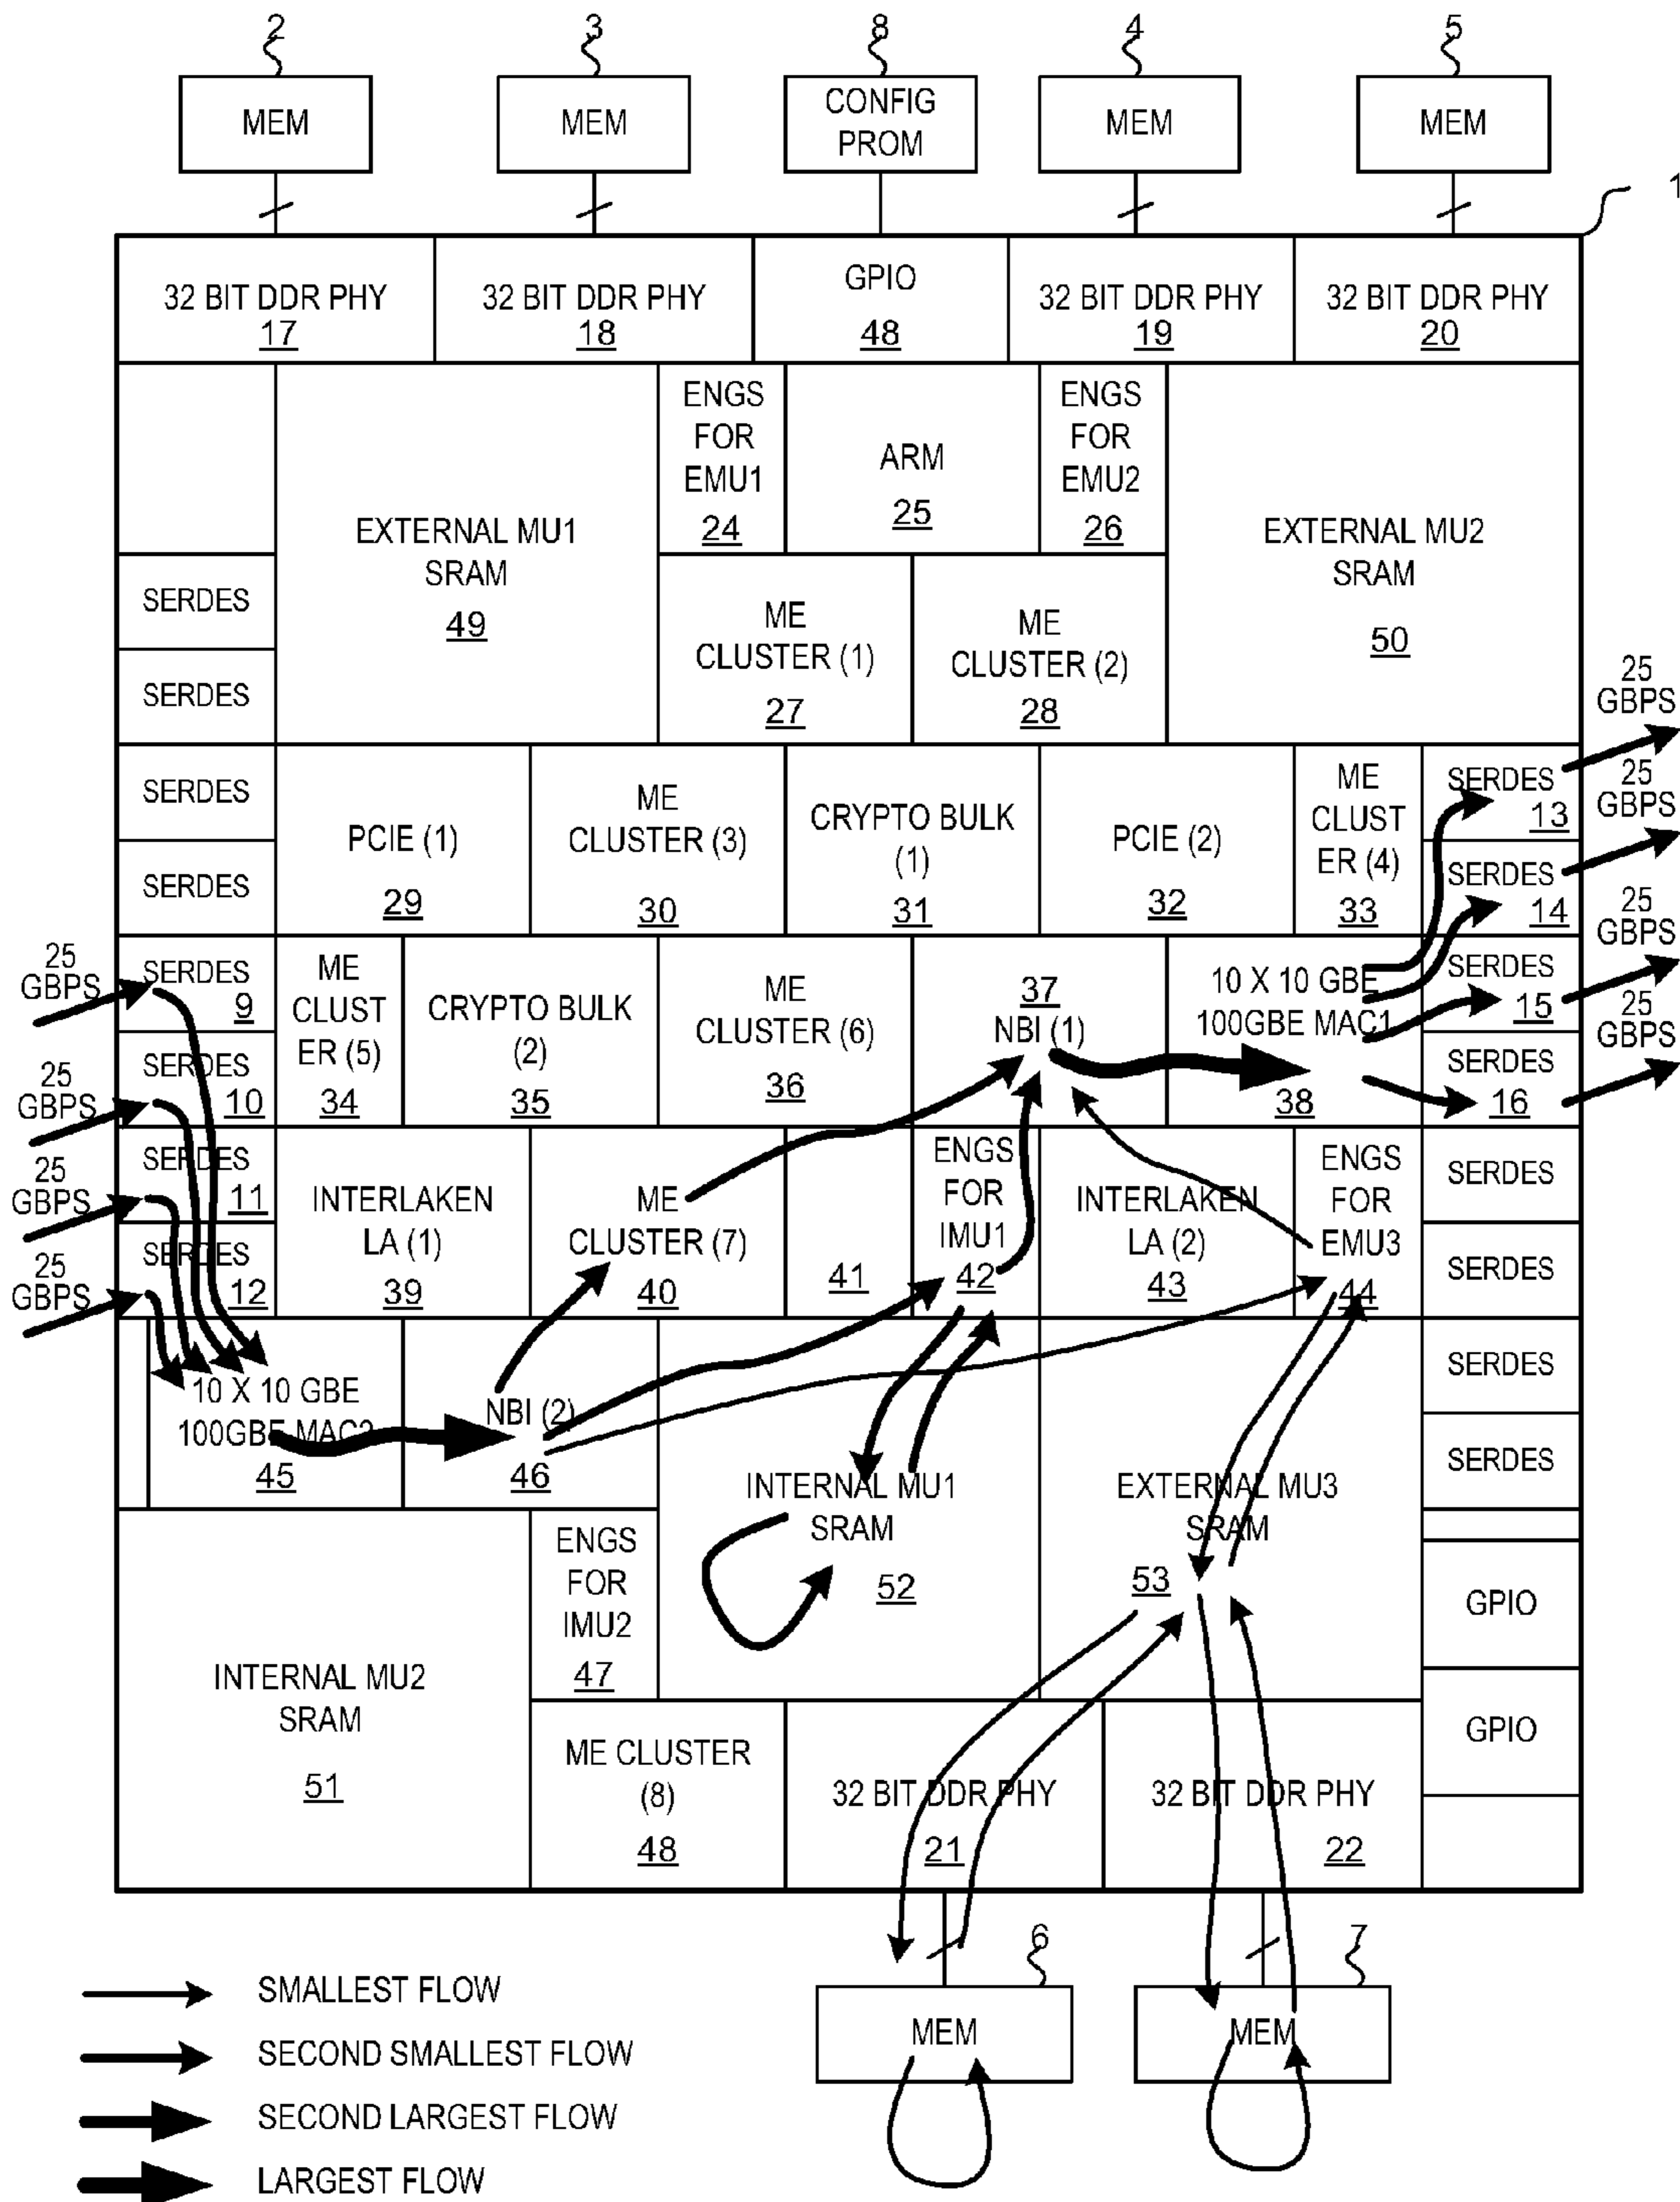 2
3
8
4
5
MEM
MEM
CONFIG
PROM
MEM
MEM
1
32 BIT DDR PHY
17
32 BIT DDR PHY
18
GPIO
48
32 BIT DDR PHY
19
32 BIT DDR PHY
20
EXTERNAL MU1
SRAM
49
ENGS
FOR
EMU1
24
ARM
25
ENGS
FOR
EMU2
26
EXTERNAL MU2
SRAM
50
SERDES
SERDES
ME
CLUSTER (1)
27
ME
CLUSTER (2)
28
25
GBPS
25
GBPS
25
GBPS
25
GBPS
SERDES
SERDES
PCIE (1)
29
ME
CLUSTER (3)
30
CRYPTO BULK
(1)
31
PCIE (2)
32
ME
CLUST
ER (4)
33
SERDES
13
SERDES
14
25
GBPS
25
GBPS
25
GBPS
25
GBPS
SERDES
9
SERDES
10
ME
CLUST
ER (5)
34
CRYPTO BULK
(2)
35
ME
CLUSTER (6)
36
37
NBI (1)
10 X 10 GBE
100GBE MAC1
38
SERDES
15
SERDES
16
SERDES
11
SERDES
12
INTERLAKEN
LA (1)
39
ME
CLUSTER (7)
40
41
ENGS
FOR
IMU1
42
INTERLAKEN
LA (2)
43
ENGS
FOR
EMU3
44
SERDES
SERDES
10 X 10 GBE
100GBE MAC2
45
NBI (2)
46
INTERNAL MU1
SRAM
52
EXTERNAL MU3
SRAM
53
SERDES
SERDES
INTERNAL MU2
SRAM
51
ENGS
FOR
IMU2
47
GPIO
GPIO
ME CLUSTER
(8)
48
32 BIT DDR PHY
21
32 BIT DDR PHY
22
6
7
MEM
MEM
SMALLEST FLOW
SECOND SMALLEST FLOW
SECOND LARGEST FLOW
LARGEST FLOW